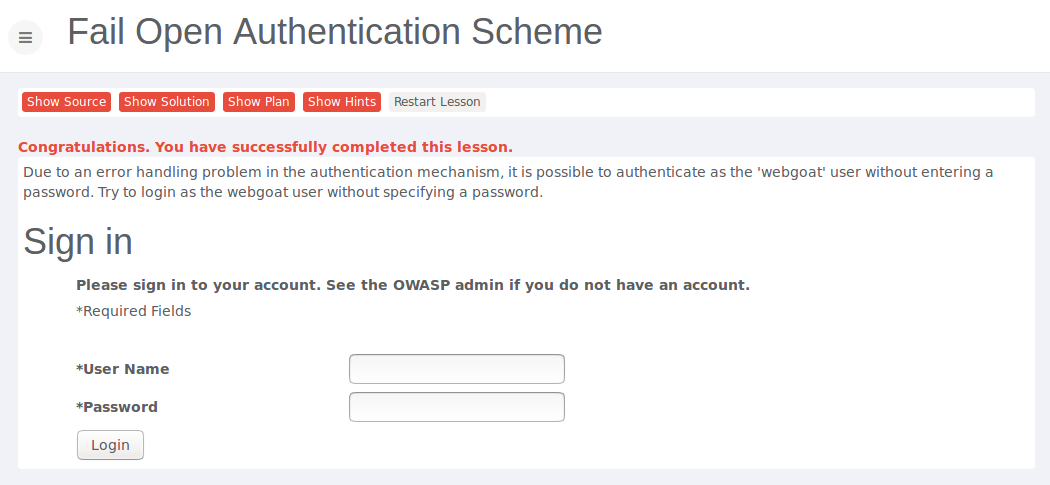 Fail Open Authentication Scheme
Show Source Show Solution Show Plan Show Hints Restart Lesson
Congratulations. You have successfully completed this lesson.
Due to an error handling problem in the authentication mechanism, it is possible to authenticate as the 'webgoat' user without entering a
password. Try to login as the webgoat user without specifying a password.
Sign in
Please sign in to your account. See the OWASP admin if you do not have an account.
*Required Fields
*User Name
*Password
Login